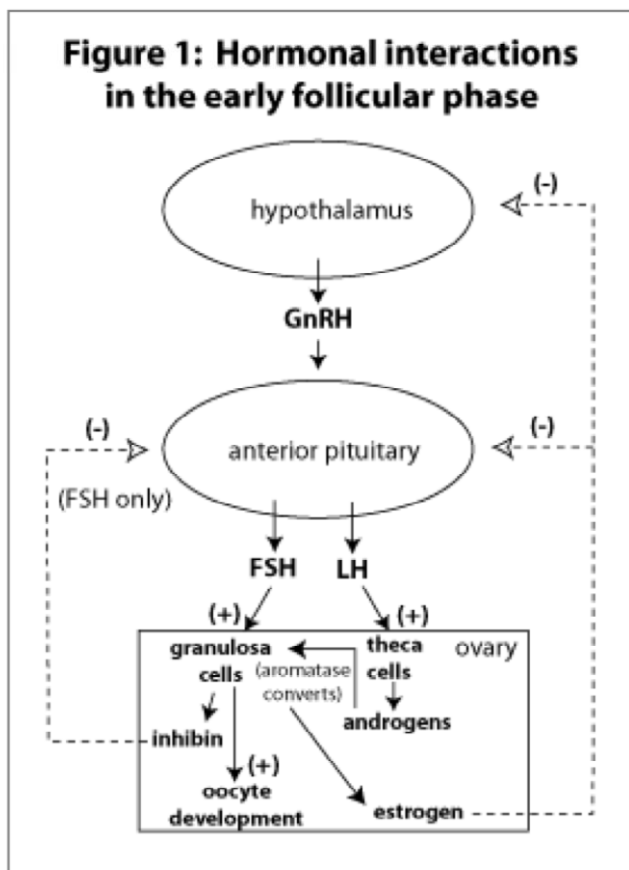 Figure 1: Hormonal interactions
in the early follicular phase
(-)
hypothalamus
GnRH
(-)
(-)
anterior pituitary
(FSH only)
FSH
LH
(+)
(+)
granulosa
cells
(aromatase
converts)
theca
cells
ovary
androgens
inhibin
(+)
oocyte
development
estrogen